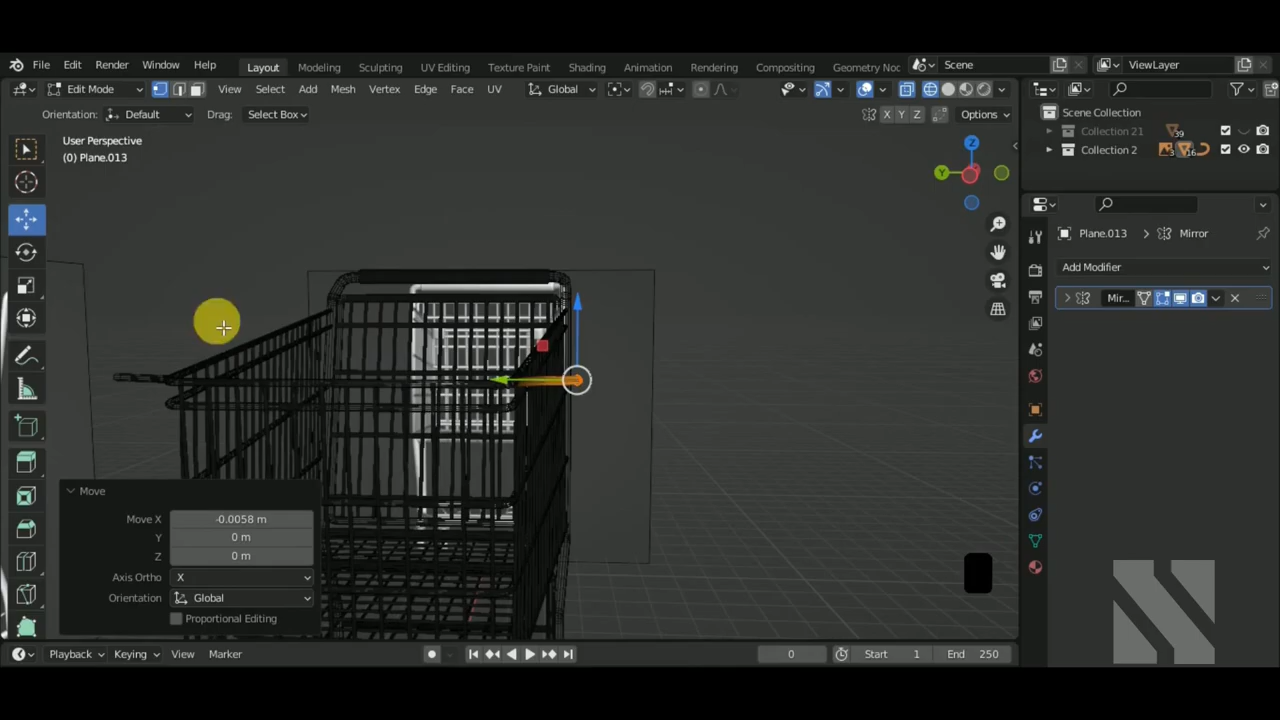 File Edit Render Window Help Layout Modeling Sculpting UV Editing Texture Paint Shading Animation Rendering Compositing Geometry Noc Scene ViewLayer
Edit Mode View Select Add Mesh Vertex Edge Face UV Global
Orientation: Default Drag: Select Box X Y Z Options
User Perspective
(0) Plane.013
Z
Y
Scene Collection
Collection 21 39
Collection 2 3 16
Plane.013 Mirror
Add Modifier
Mir...
Move
Move X -0.0058 m
Y 0 m
Z 0 m
Axis Ortho X
Orientation Global
Proportional Editing
Playback Keying View Marker 0 Start 1 End 250